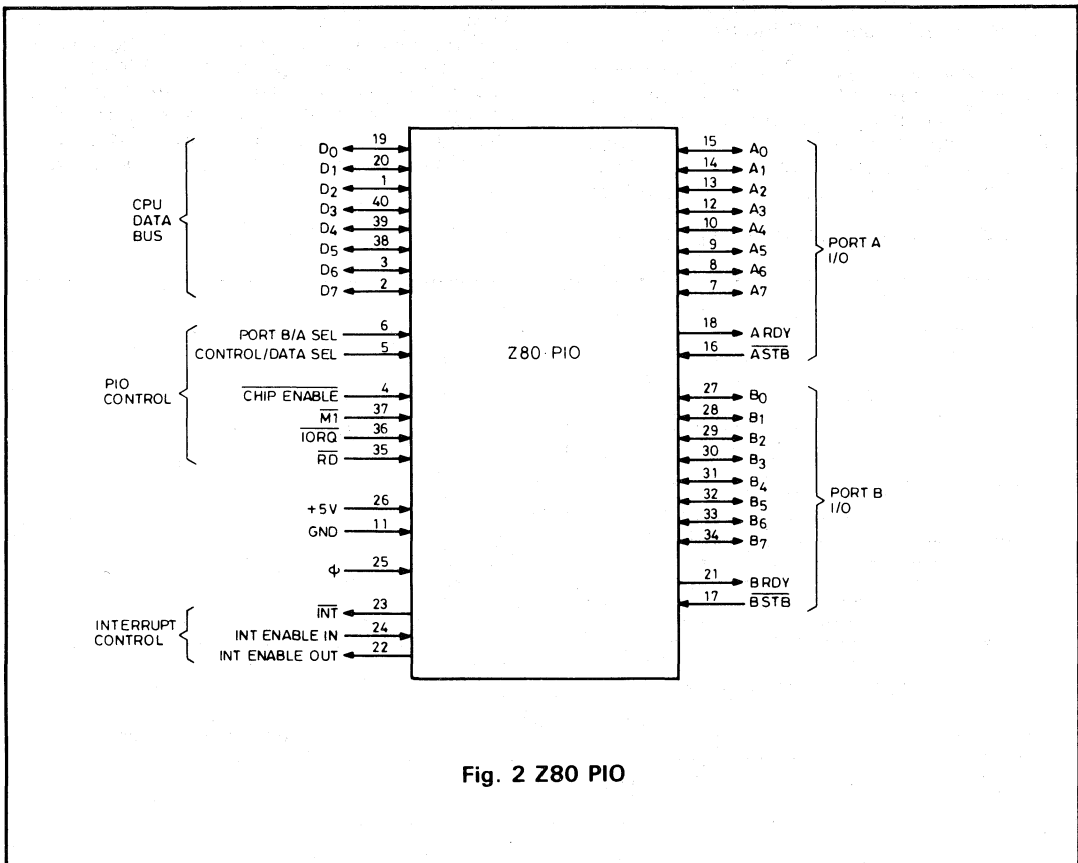 D0 19
D1 20
D2 1
D3 40
D4 39
D5 38
D6 3
D7 2
CPU
DATA
BUS
PORT B/A SEL 6
CONTROL/DATA SEL 5
CHIP ENABLE 4
M1 37
IORQ 36
RD 35
PIO
CONTROL
+5V 26
GND 11
ϕ 25
INT 23
INT ENABLE IN 24
INT ENABLE OUT 22
INTERRUPT
CONTROL
Z80 PIO
15 A0
14 A1
13 A2
12 A3
10 A4
9 A5
8 A6
7 A7
18 ARDY
16 ASTB
PORT A
I/O
27 B0
28 B1
29 B2
30 B3
31 B4
32 B5
33 B6
34 B7
21 BRDY
17 BSTB
PORT B
I/O
Fig. 2 Z80 PIO